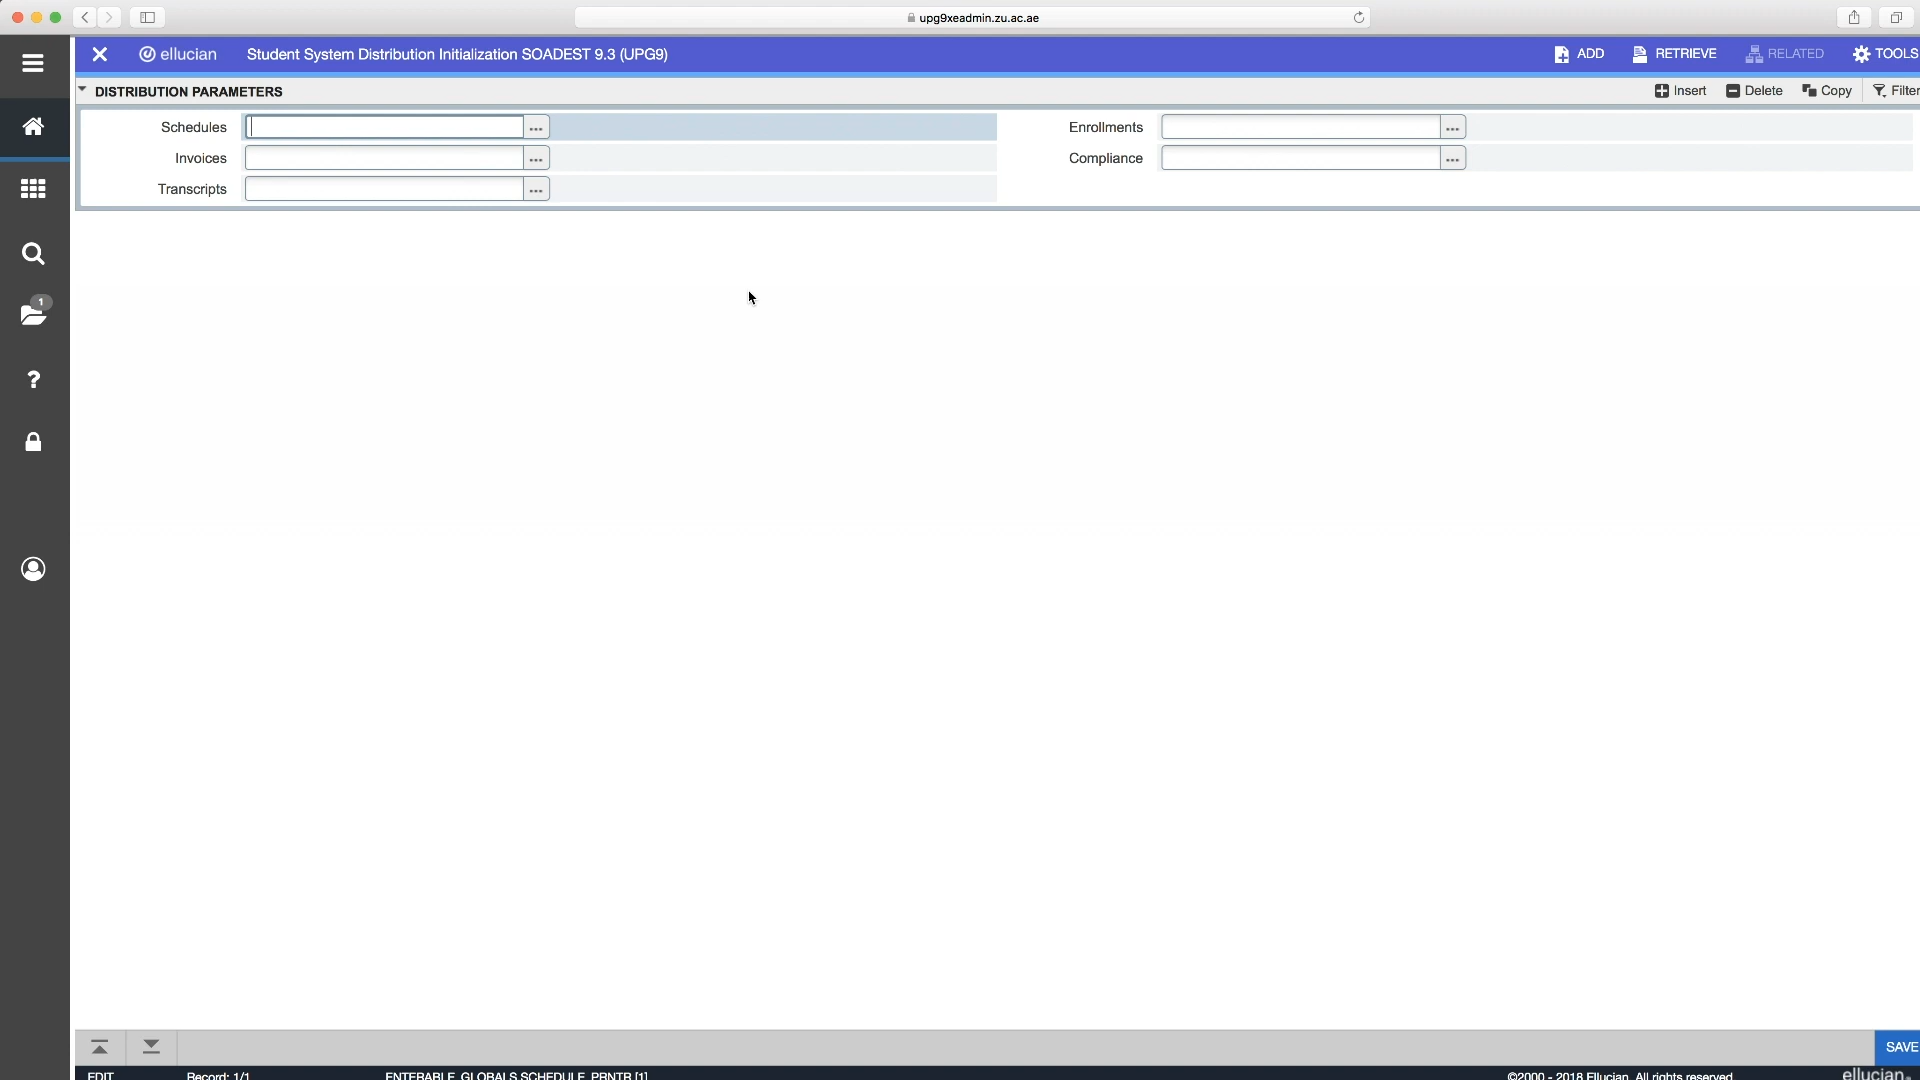 upg9xeadmin.zu.ac.ae
ellucian Student System Distribution Initialization SOADEST 9.3 (UPG9) ADD RETRIEVE RELATED TOOLS
DISTRIBUTION PARAMETERS Insert Delete Copy Filter
Schedules ... Enrollments ...
Invoices ... Compliance ...
Transcripts ...
1
?
SAVE
EDIT Record: 1/1 ENTERABLE_GLOBALS.SCHEDULE_PRNTR [1] ©2000 - 2018 Ellucian. All rights reserved. ellucian